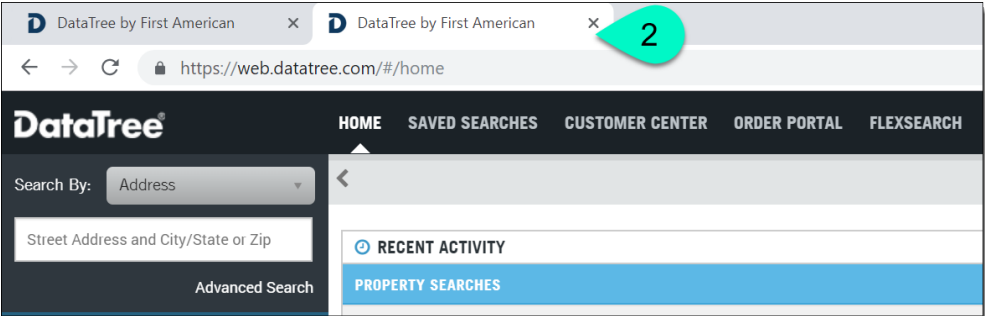 DataTree by First American
DataTree by First American
2
https://web.datatree.com/#/home
DataTree®
HOME SAVED SEARCHES CUSTOMER CENTER ORDER PORTAL FLEXSEARCH
Search By: Address
Street Address and City/State or Zip
Advanced Search
RECENT ACTIVITY
PROPERTY SEARCHES